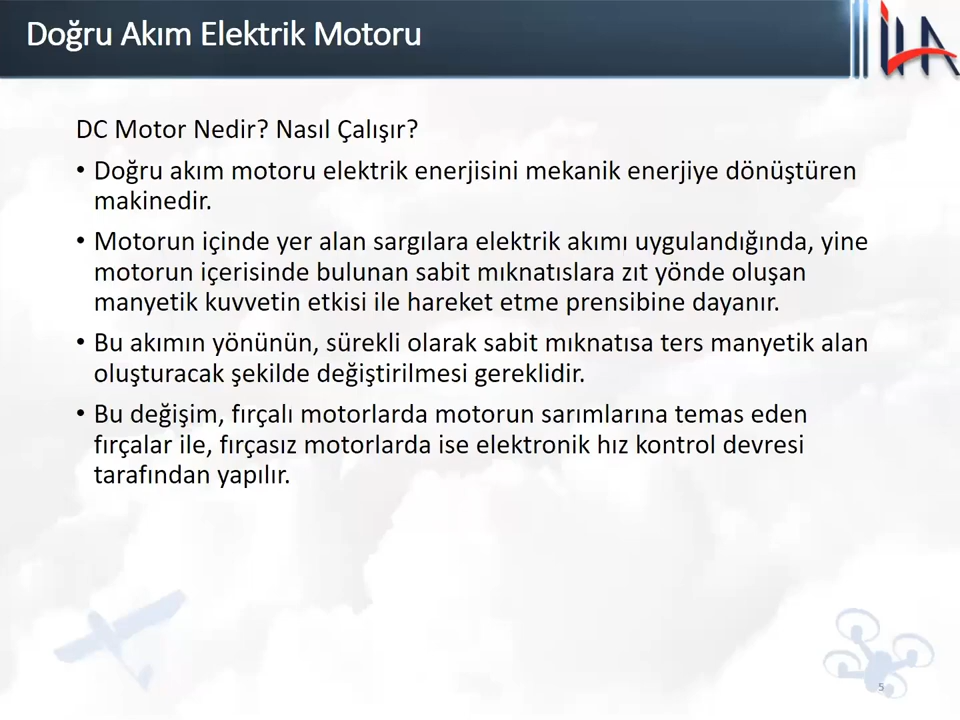 Doğru Akım Elektrik Motoru
İHA
DC Motor Nedir? Nasıl Çalışır?
• Doğru akım motoru elektrik enerjisini mekanik enerjiye dönüştüren
makinedir.
• Motorun içinde yer alan sargılara elektrik akımı uygulandığında, yine
motorun içerisinde bulunan sabit mıknatıslara zıt yönde oluşan
manyetik kuvvetin etkisi ile hareket etme prensibine dayanır.
• Bu akımın yönünün, sürekli olarak sabit mıknatısa ters manyetik alan
oluşturacak şekilde değiştirilmesi gereklidir.
• Bu değişim, fırçalı motorlarda motorun sarımlarına temas eden
fırçalar ile, fırçasız motorlarda ise elektronik hız kontrol devresi
tarafından yapılır.
5